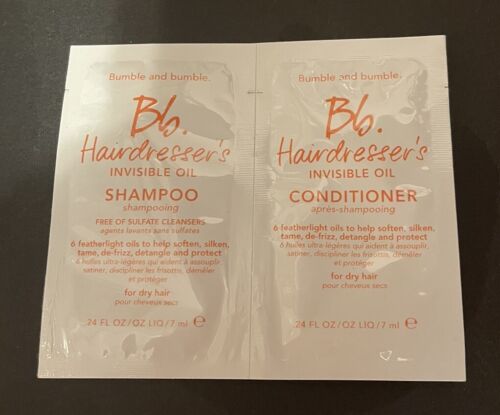 Bumble and bumble.
Bb.
Hairdresser's
INVISIBLE OIL
SHAMPOO
shampooing
FREE OF SULFATE CLEANSERS
agents lavants sans sulfates
6 featherlight oils to help soften, silken,
tame, de-frizz, detangle and protect
6 huiles ultra-légères qui aident à assouplir,
satiner, discipliner les frisottis, démêler
et protéger
for dry hair
pour cheveux secs
.24 FL OZ/OZ LIQ/7 ml ℮
Bumble and bumble.
Bb.
Hairdresser's
INVISIBLE OIL
CONDITIONER
après-shampooing
6 featherlight oils to help soften, silken,
tame, de-frizz, detangle and protect
6 huiles ultra-légères qui aident à assouplir,
satiner, discipliner les frisottis, démêler
et protéger
for dry hair
pour cheveux secs
.24 FL OZ/OZ LIQ/7 ml ℮